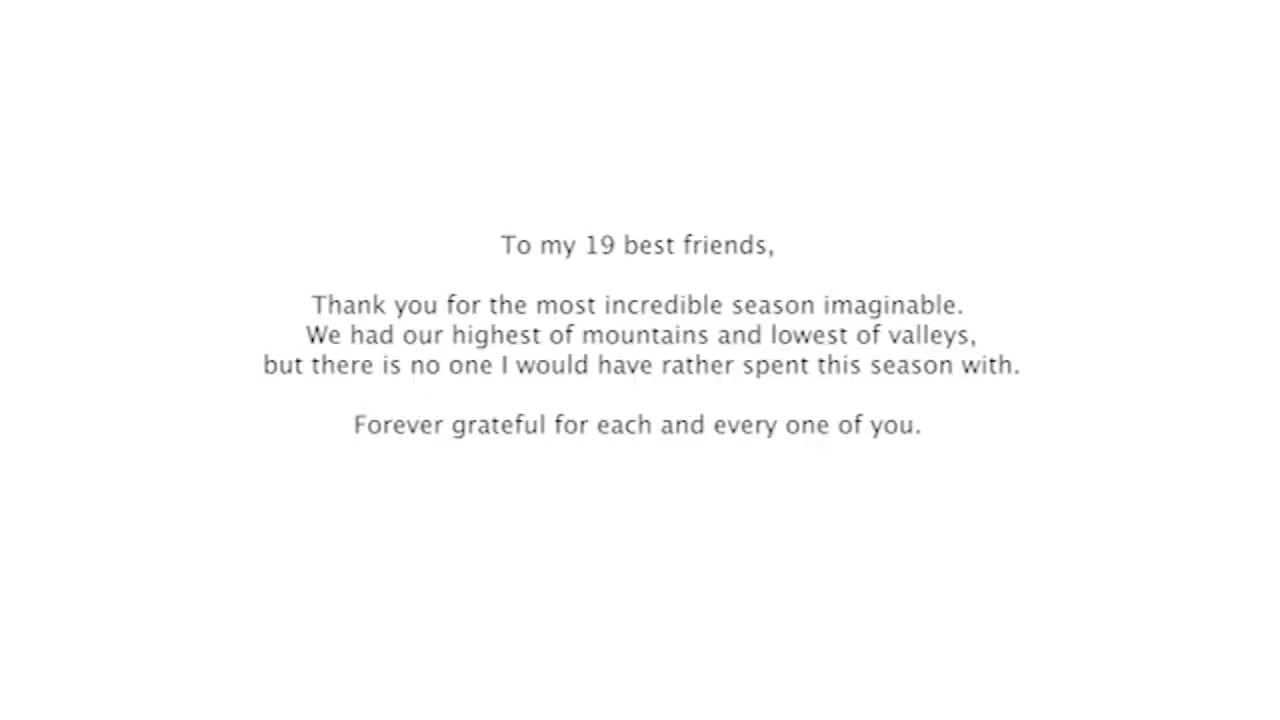 To my 19 best friends,
Thank you for the most incredible season imaginable.
We had our highest of mountains and lowest of valleys,
but there is no one I would have rather spent this season with.
Forever grateful for each and every one of you.